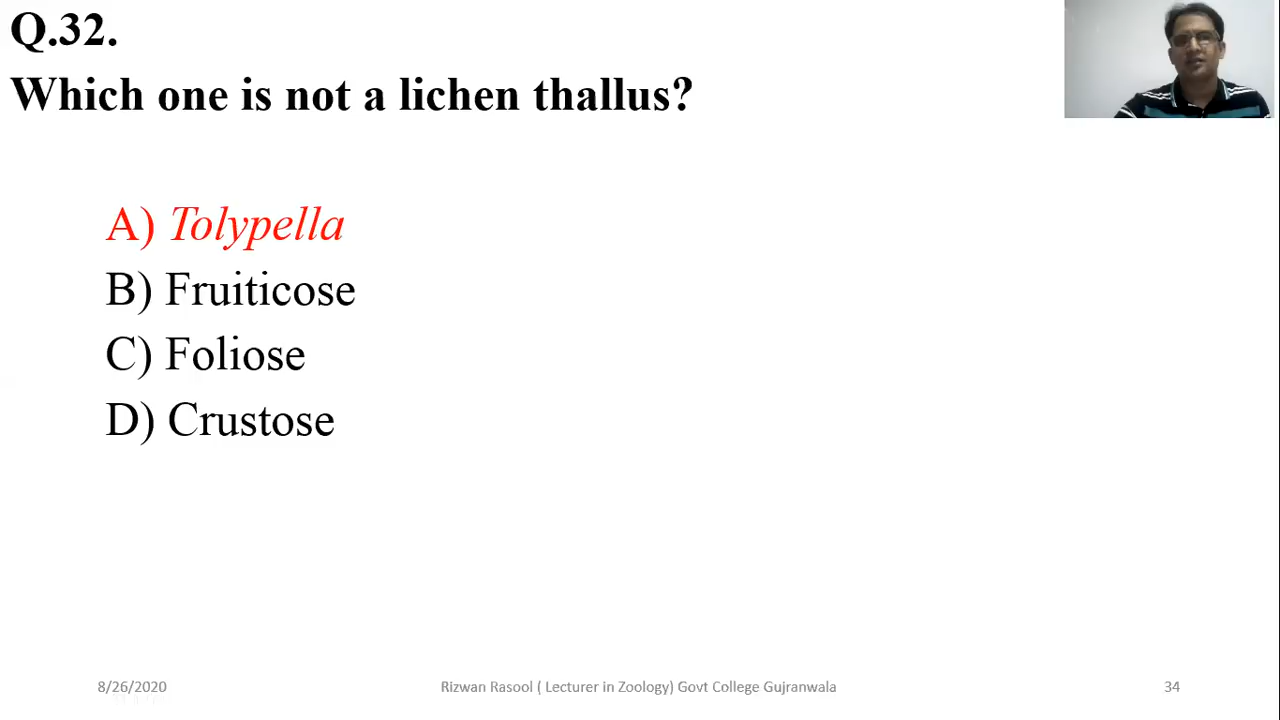 Q.32.
Which one is not a lichen thallus?
A) Tolypella
B) Fruiticose
C) Foliose
D) Crustose
8/26/2020
Rizwan Rasool ( Lecturer in Zoology) Govt College Gujranwala
34